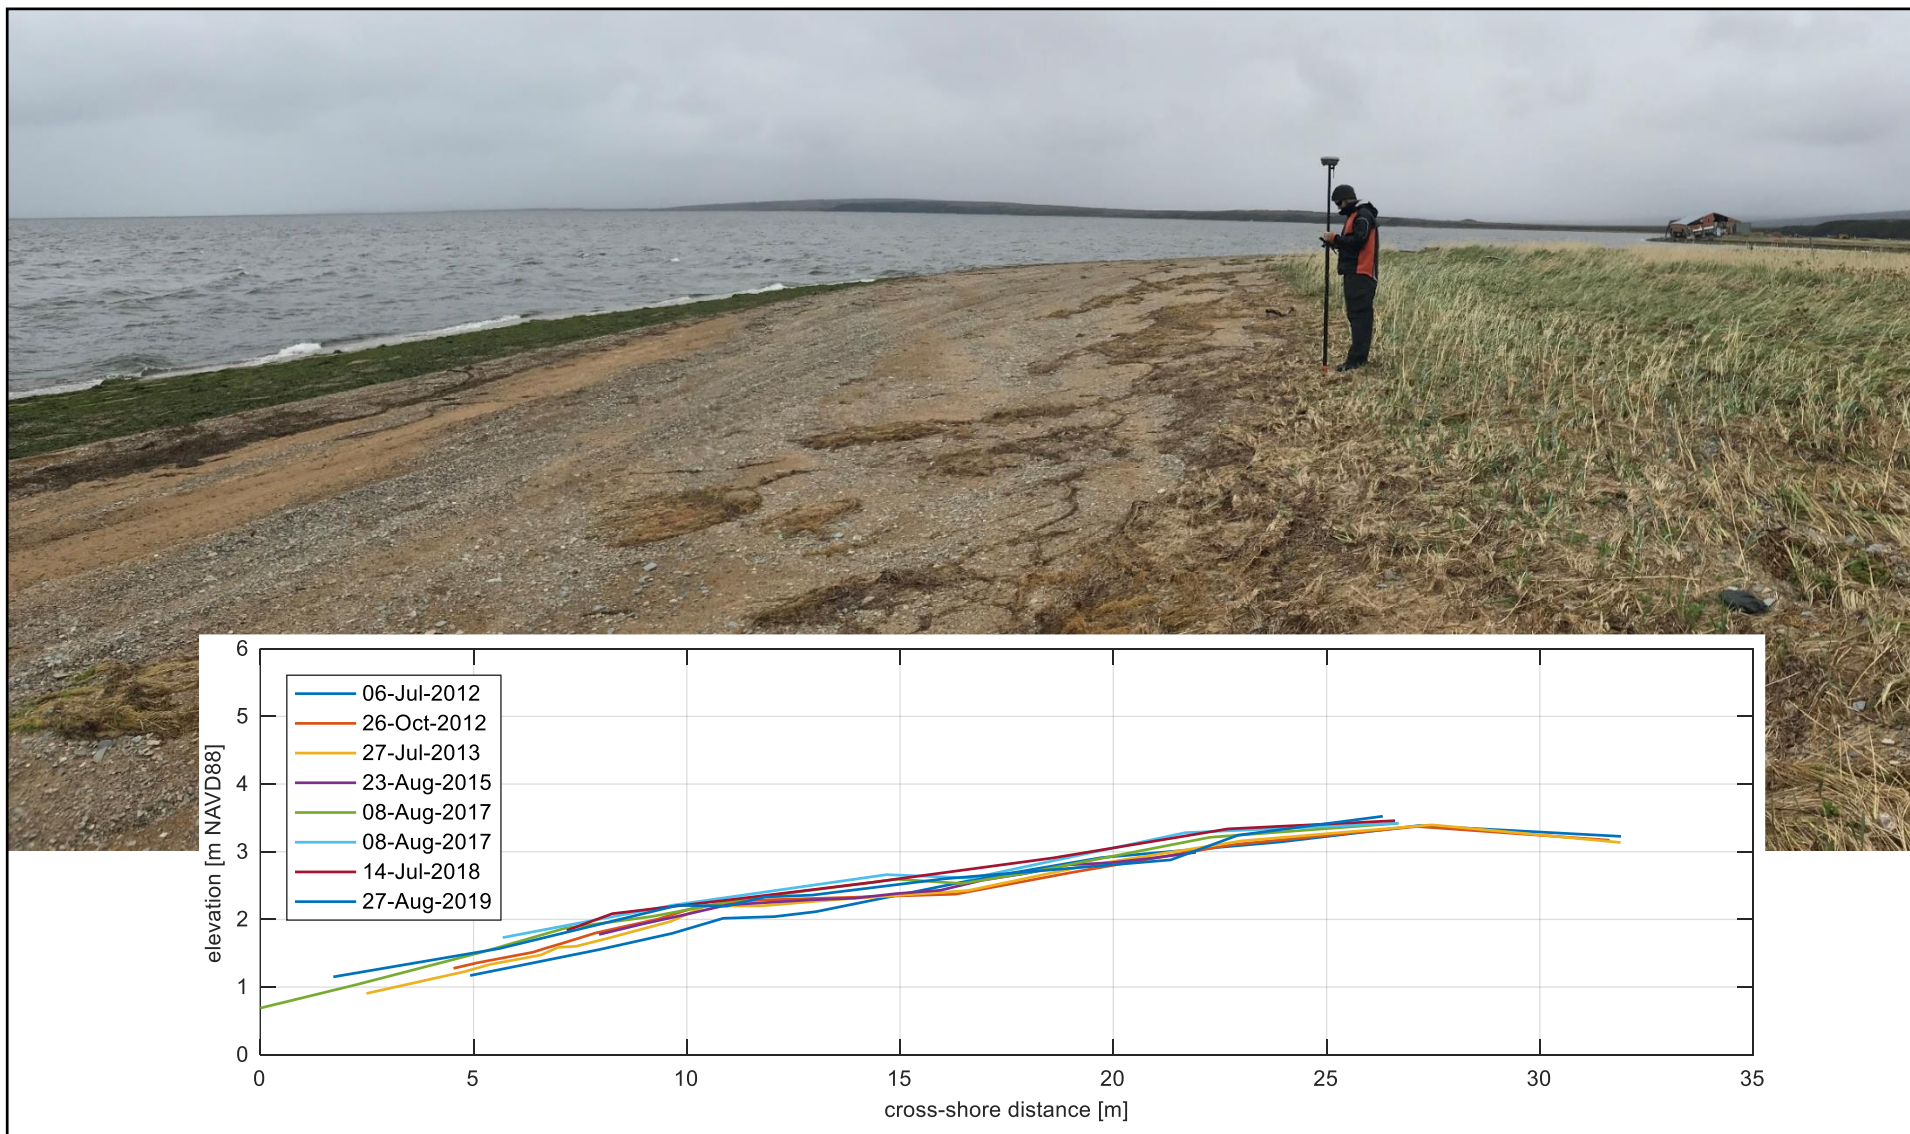 6
5
4
3
2
1
0
elevation [m NAVD88]
06-Jul-2012
26-Oct-2012
27-Jul-2013
23-Aug-2015
08-Aug-2017
08-Aug-2017
14-Jul-2018
27-Aug-2019
0 5 10 15 20 25 30 35
cross-shore distance [m]